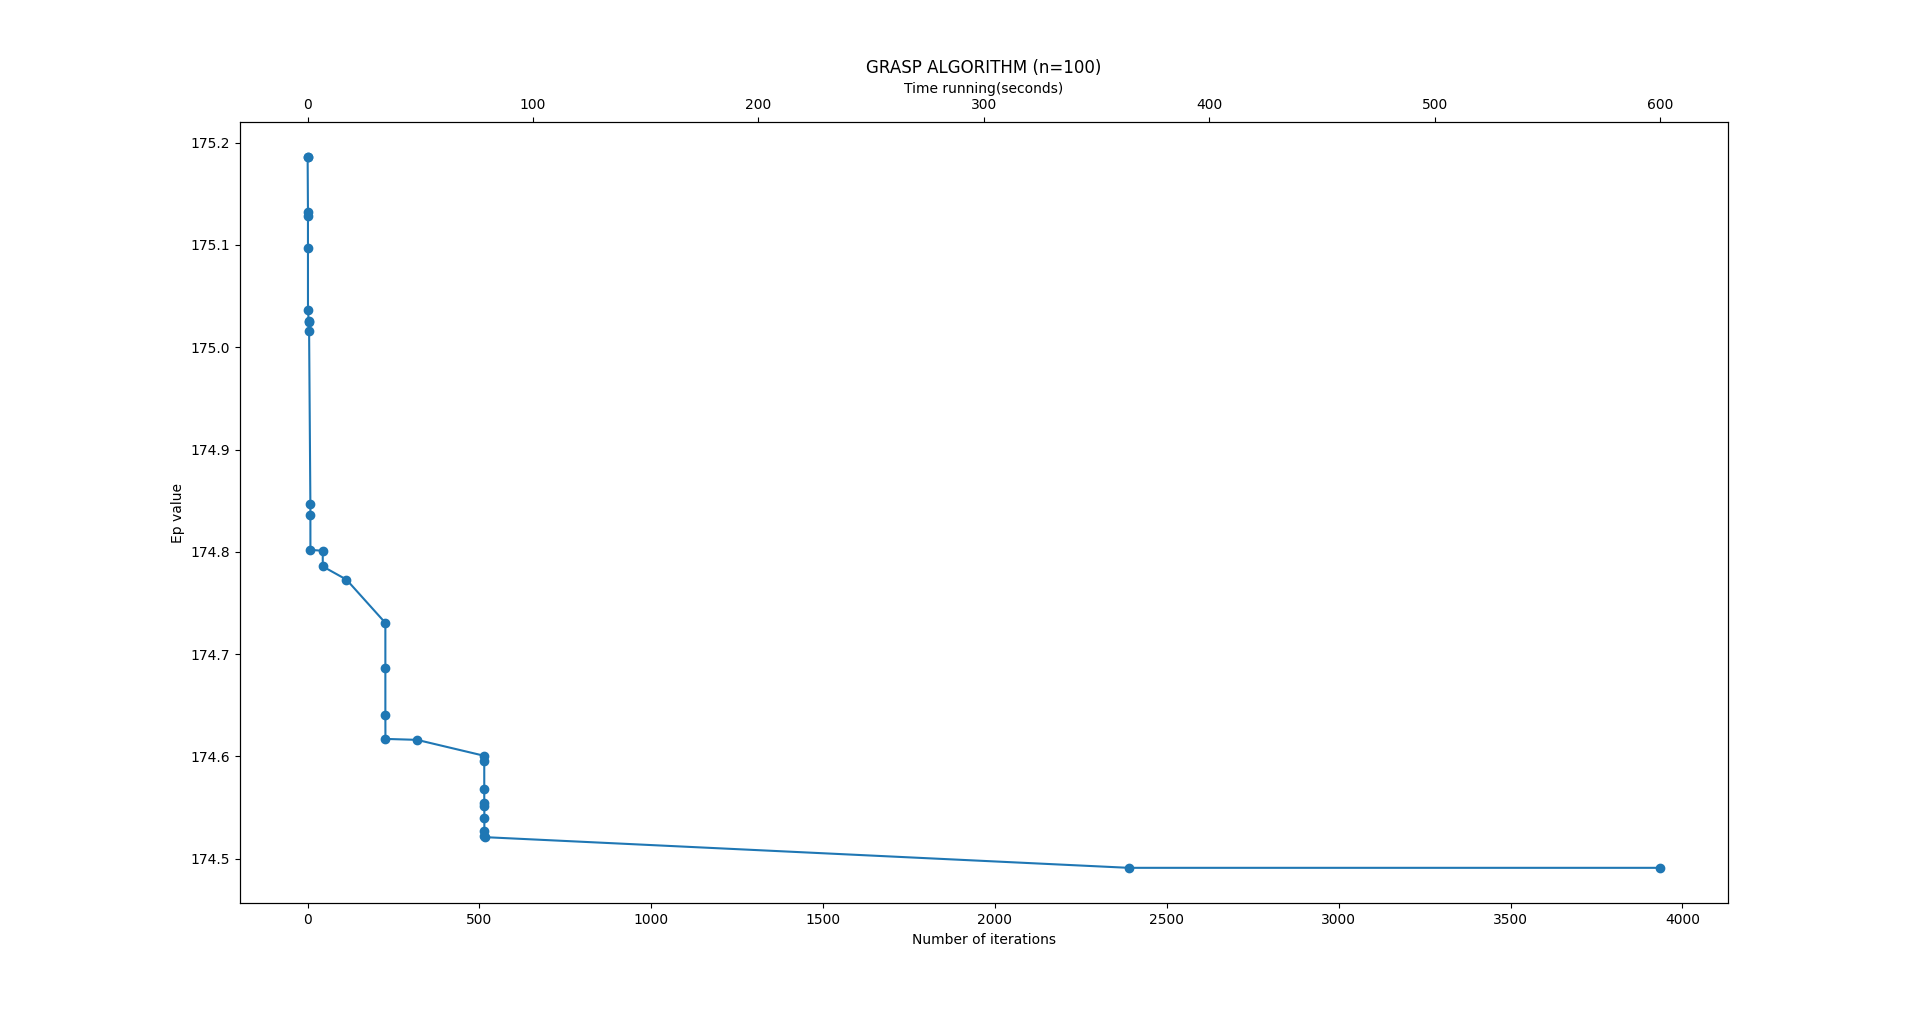 GRASP ALGORITHM (n=100)
Time running(seconds)
0 100 200 300 400 500 600
175.2
175.1
175.0
174.9
174.8
174.7
174.6
174.5
Ep value
0 500 1000 1500 2000 2500 3000 3500 4000
Number of iterations